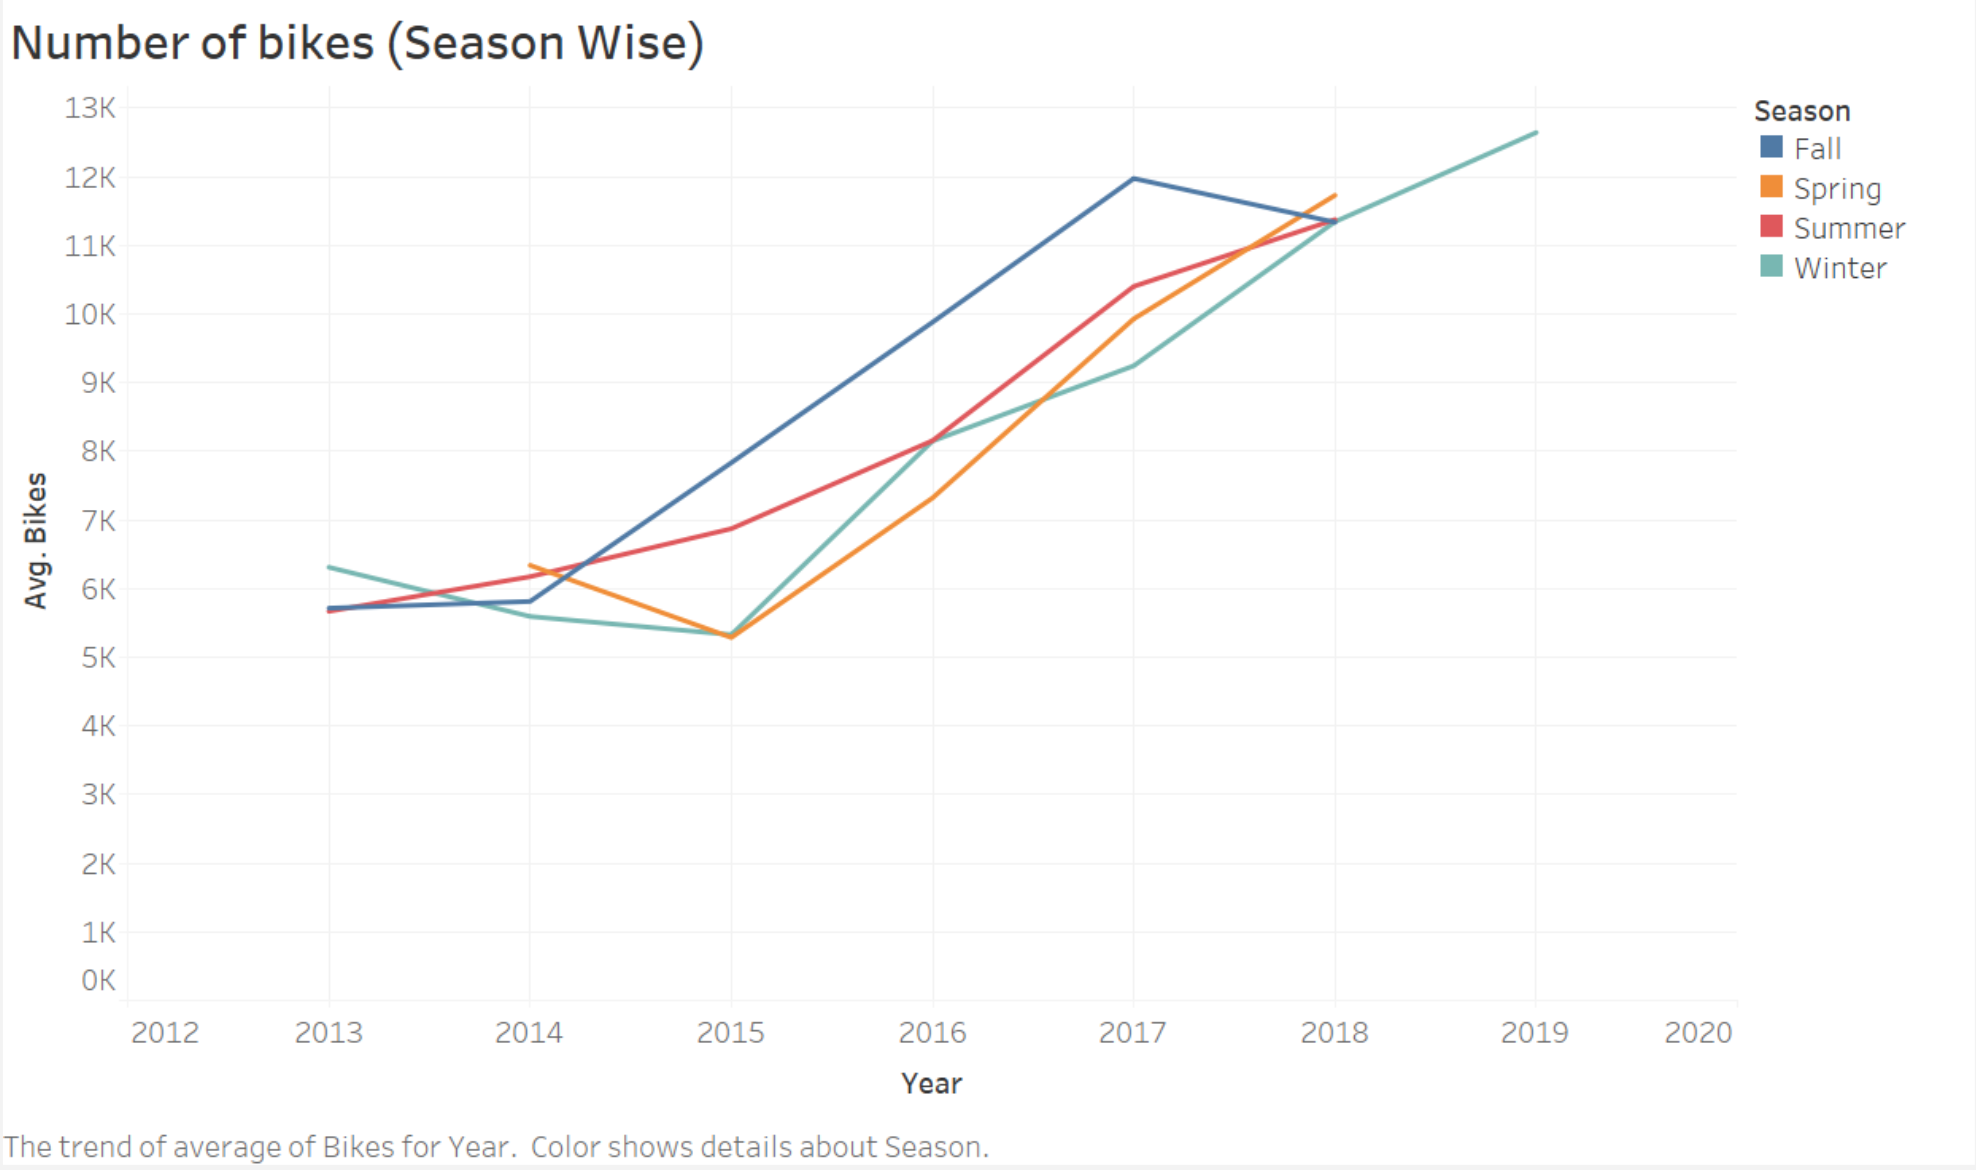 Number of bikes (Season Wise)
13K
12K
11K
10K
9K
8K
7K
6K
5K
4K
3K
2K
1K
0K
Avg. Bikes
2012 2013 2014 2015 2016 2017 2018 2019 2020
Year
Season
Fall
Spring
Summer
Winter
The trend of average of Bikes for Year. Color shows details about Season.